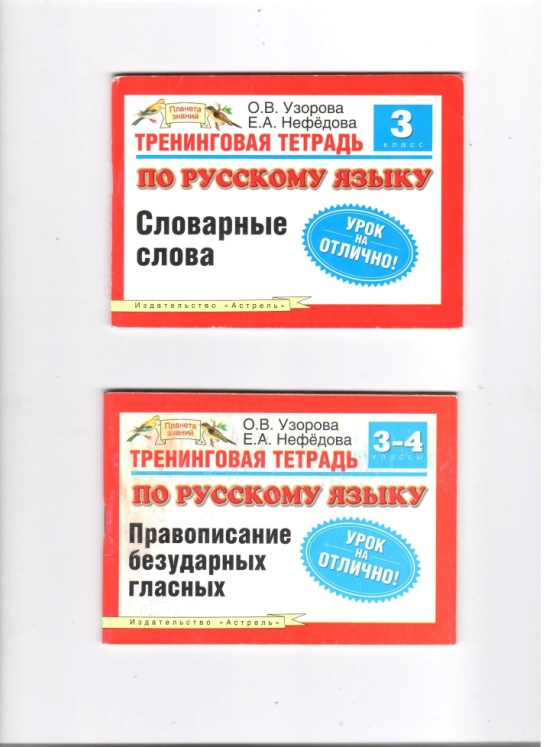 Планета
знаний
О.В. Узорова
Е.А. Нефёдова
3
класс
ТРЕНИНГОВАЯ ТЕТРАДЬ
ПО РУССКОМУ ЯЗЫКУ
Словарные
слова
УРОК
НА
ОТЛИЧНО!
Издательство «Астрель»
Планета
знаний
О.В. Узорова
Е.А. Нефёдова
3-4
классы
ТРЕНИНГОВАЯ ТЕТРАДЬ
ПО РУССКОМУ ЯЗЫКУ
Правописание
безударных
гласных
УРОК
НА
ОТЛИЧНО!
Издательство «Астрель»